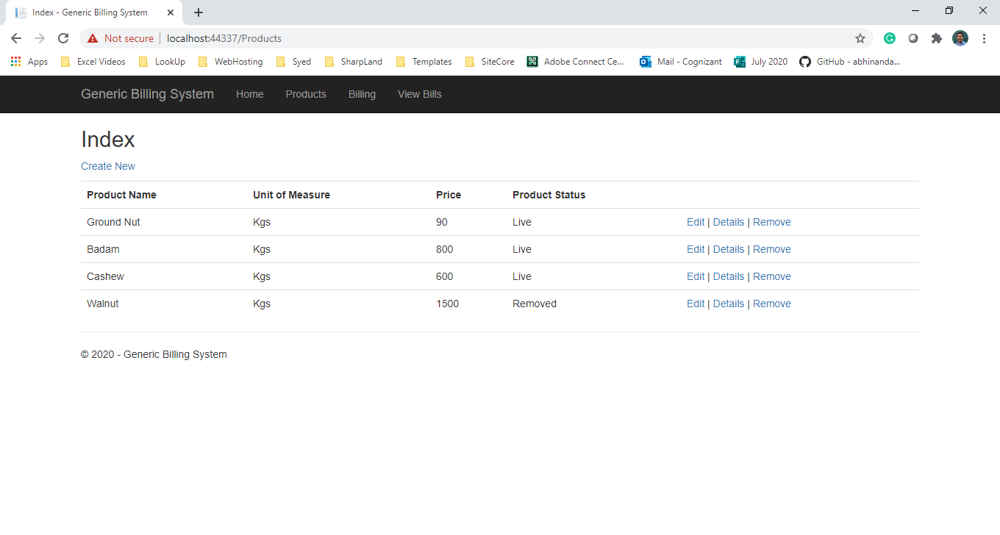 Index - Generic Billing System
Not secure localhost:44337/Products
Apps Excel Videos LookUp WebHosting Syed SharpLand Templates SiteCore Adobe Connect Ce... Mail - Cognizant July 2020 GitHub - abhinanda...
Generic Billing System Home Products Billing View Bills
Index
Create New
Product Name Unit of Measure Price Product Status
Ground Nut Kgs 90 Live Edit | Details | Remove
Badam Kgs 800 Live Edit | Details | Remove
Cashew Kgs 600 Live Edit | Details | Remove
Walnut Kgs 1500 Removed Edit | Details | Remove
© 2020 - Generic Billing System